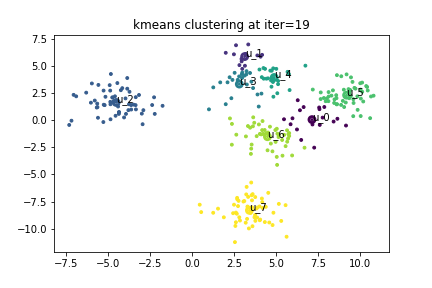 kmeans clustering at iter=19
7.5
5.0
2.5
0.0
−2.5
−5.0
−7.5
−10.0
u_1
u_4
u_3
u_2
u_5
u_0
u_6
u_7
−7.5 −5.0 −2.5 0.0 2.5 5.0 7.5 10.0